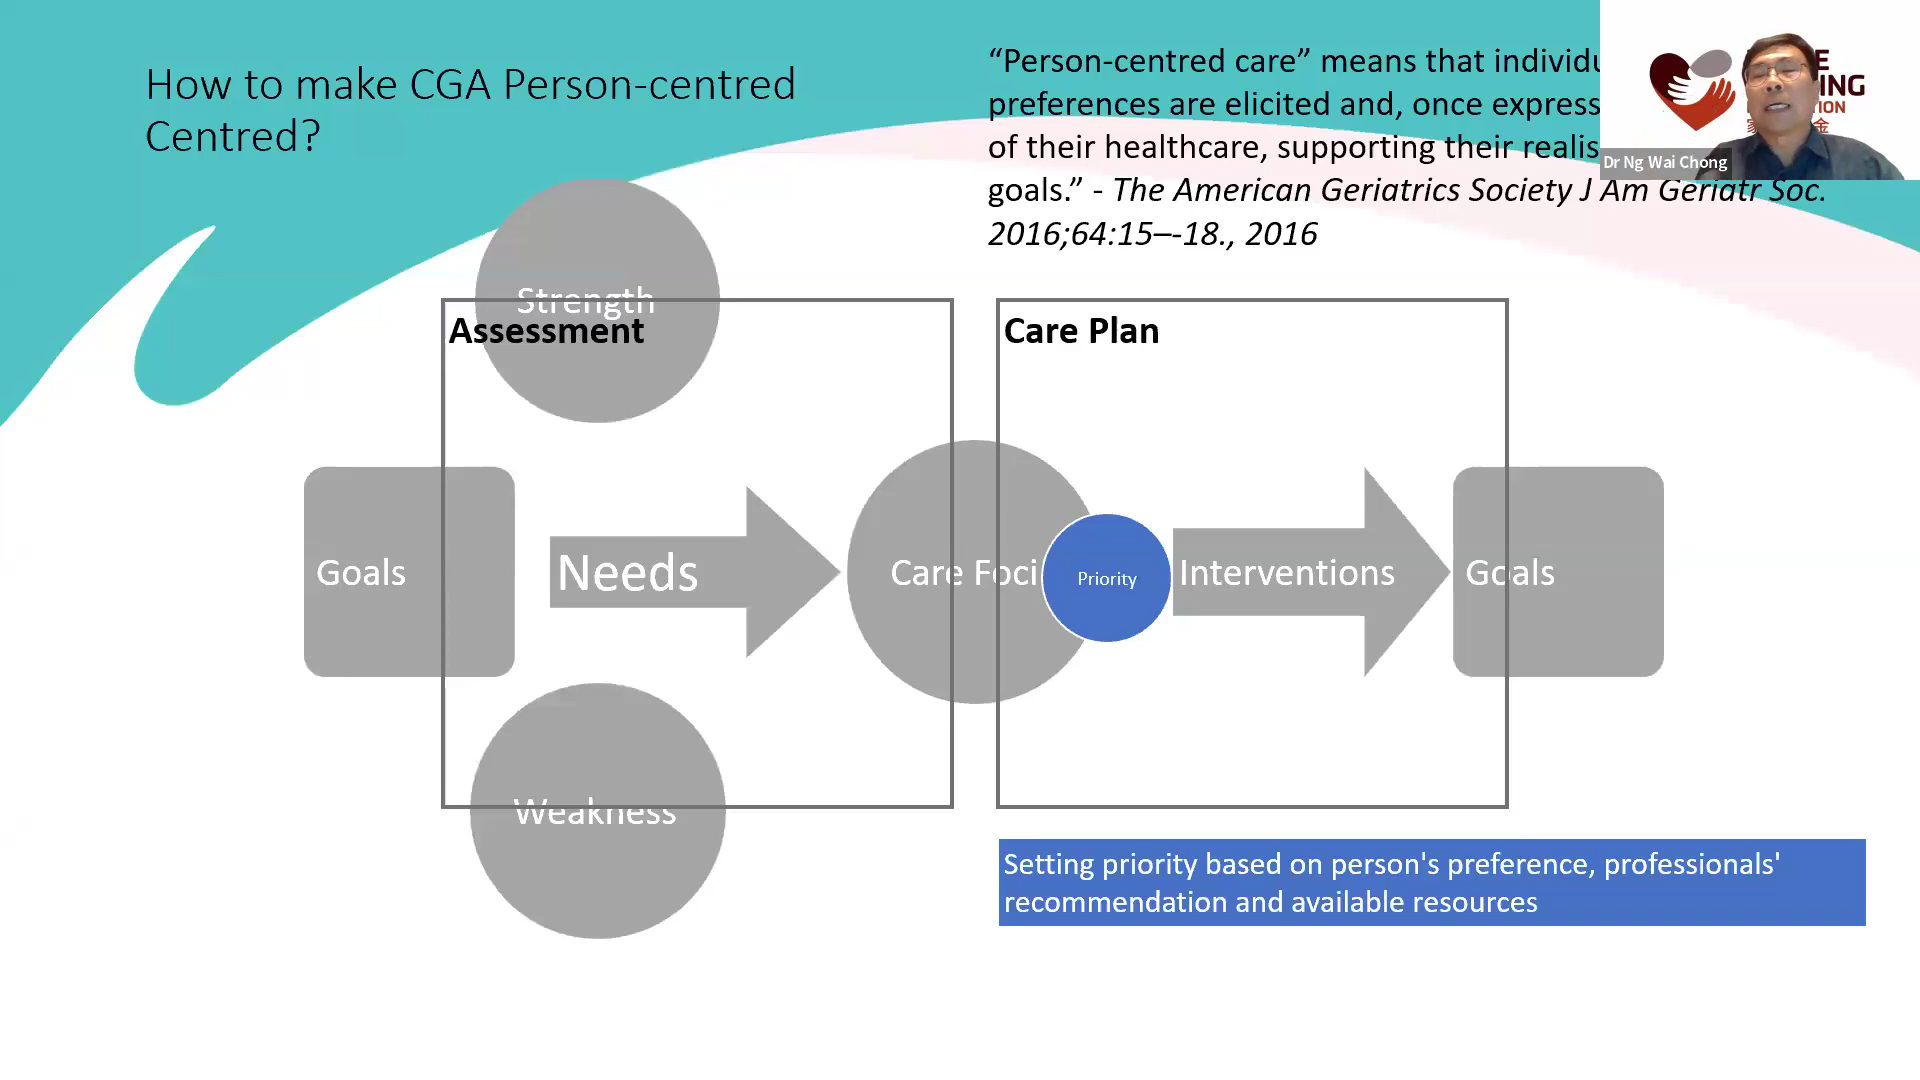 How to make CGA Person-centred
Centred?
“Person-centred care” means that
preferences are elicited and, once
of their healthcare, supporting their
goals.” - The American Geriatrics Society J Am Geriatr Soc.
2016;64:15–-18., 2016
Dr Ng Wai Chong
Strength
Assessment
Care Plan
Goals
Needs
Care Foci
Priority
Interventions
Goals
Weakness
Setting priority based on person's preference, professionals'
recommendation and available resources